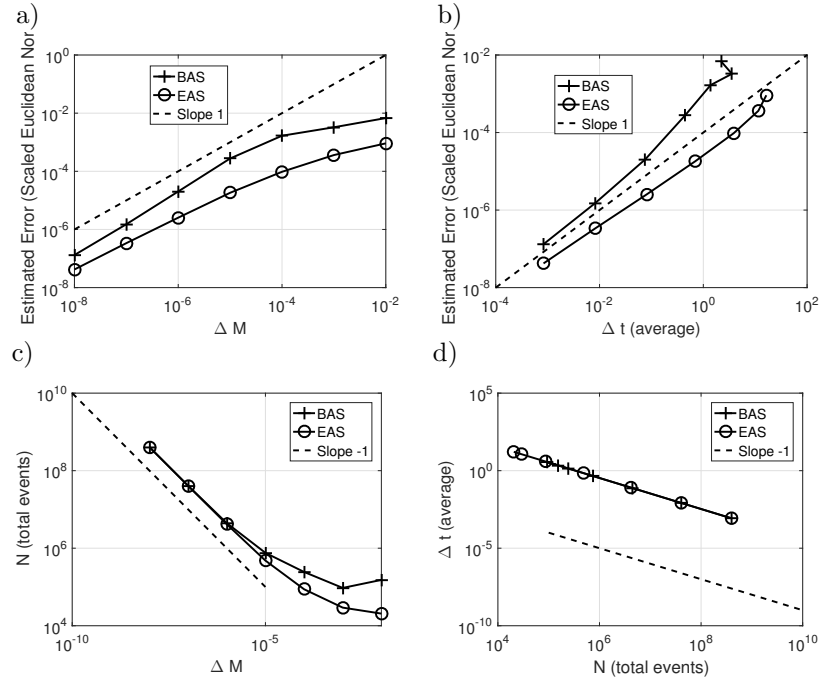 a)
Estimated Error (Scaled Euclidean Nor
10^0
10^-2
10^-4
10^-6
10^-8
10^-8
10^-6
10^-4
10^-2
Δ M
BAS
EAS
Slope 1
b)
Estimated Error (Scaled Euclidean Nor
10^-2
10^-4
10^-6
10^-8
10^-4
10^-2
10^0
10^2
Δ t (average)
BAS
EAS
Slope 1
c)
N (total events)
10^10
10^8
10^6
10^4
10^-10
10^-5
Δ M
BAS
EAS
Slope -1
d)
Δ t (average)
10^5
10^0
10^-5
10^-10
10^4
10^6
10^8
10^10
N (total events)
BAS
EAS
Slope -1